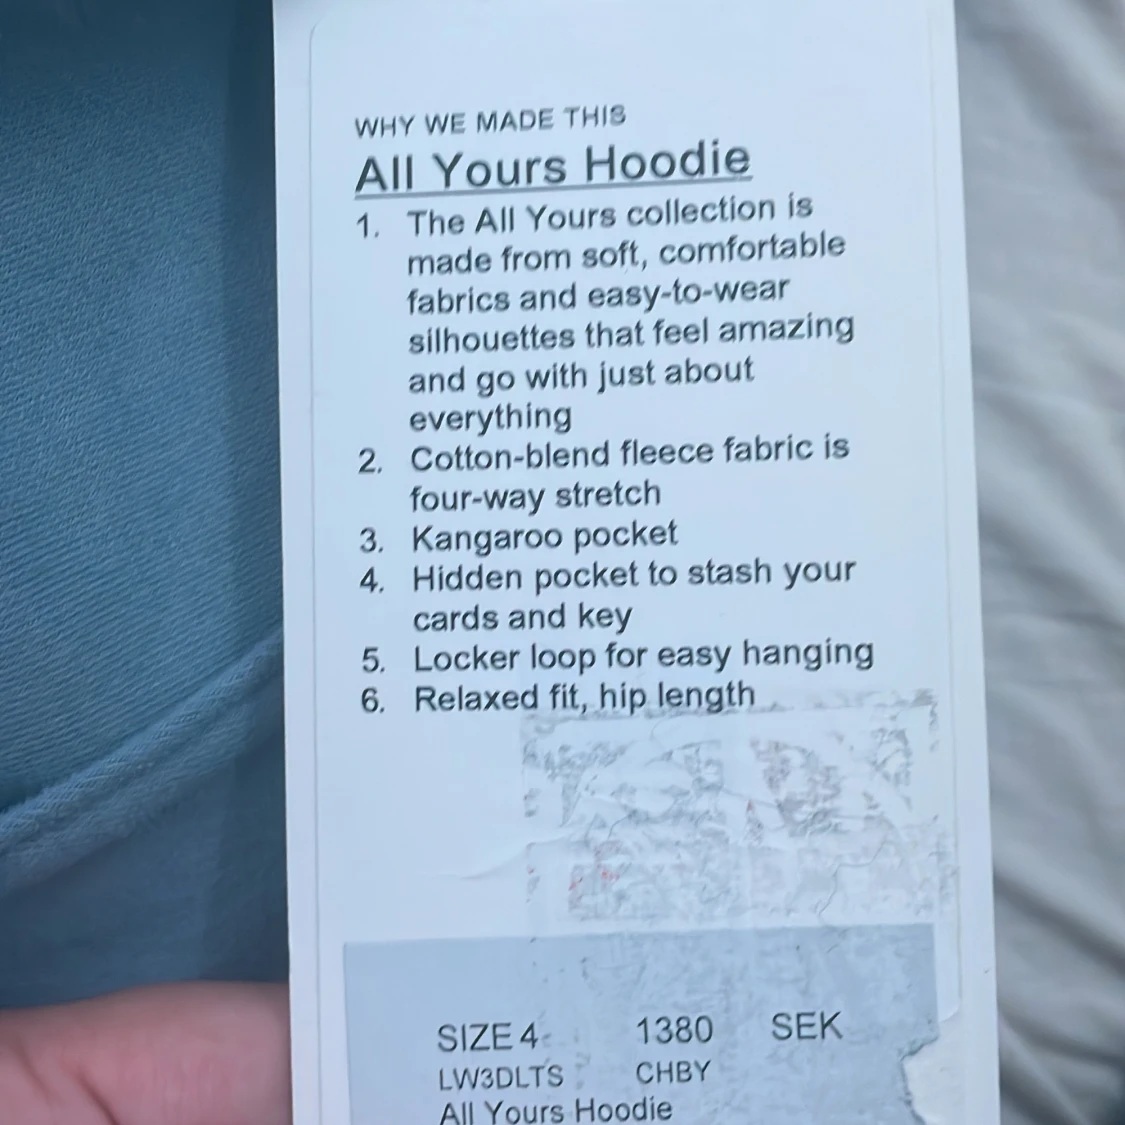 WHY WE MADE THIS
All Yours Hoodie
1. The All Yours collection is
made from soft, comfortable
fabrics and easy-to-wear
silhouettes that feel amazing
and go with just about
everything
2. Cotton-blend fleece fabric is
four-way stretch
3. Kangaroo pocket
4. Hidden pocket to stash your
cards and key
5. Locker loop for easy hanging
6. Relaxed fit, hip length
SIZE 4 1380 SEK
LW3DLTS CHBY
All Yours Hoodie